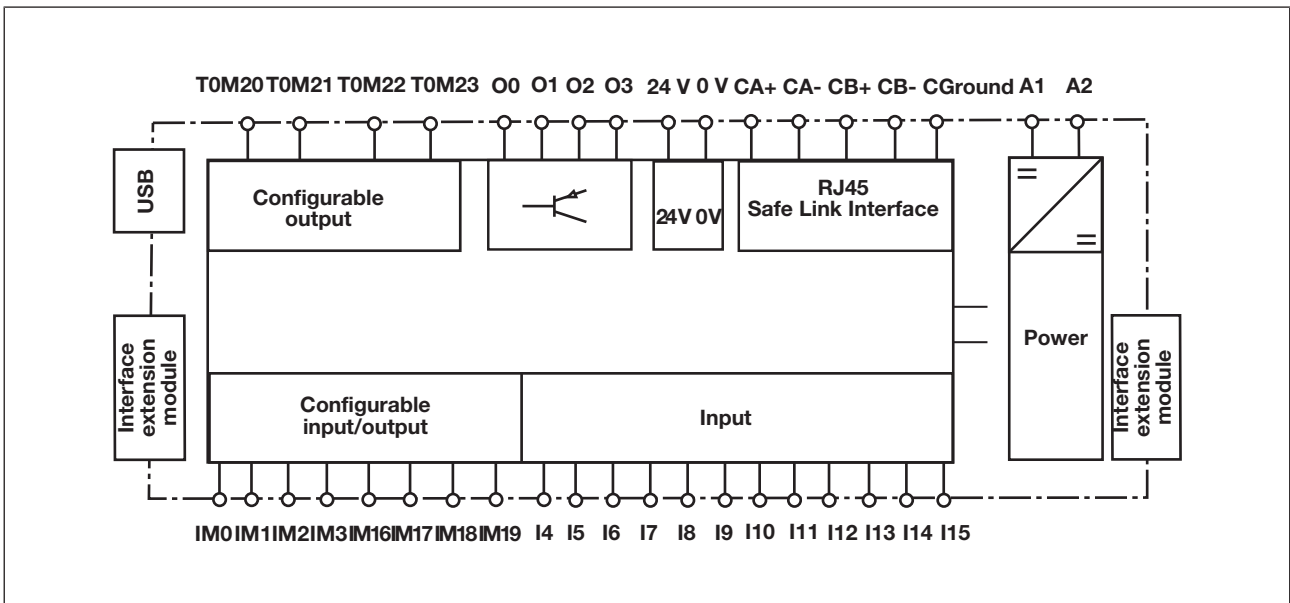 T0M20 T0M21 T0M22 T0M23 O0 O1 O2 O3 24 V 0 V CA+ CA- CB+ CB- CGround A1 A2
USB
Configurable
output
24V 0V
RJ45
Safe Link Interface
Interface
extension
module
Power
Interface
extension
module
Configurable
input/output
Input
IM0 IM1 IM2 IM3 IM16 IM17 IM18 IM19 I4 I5 I6 I7 I8 I9 I10 I11 I12 I13 I14 I15